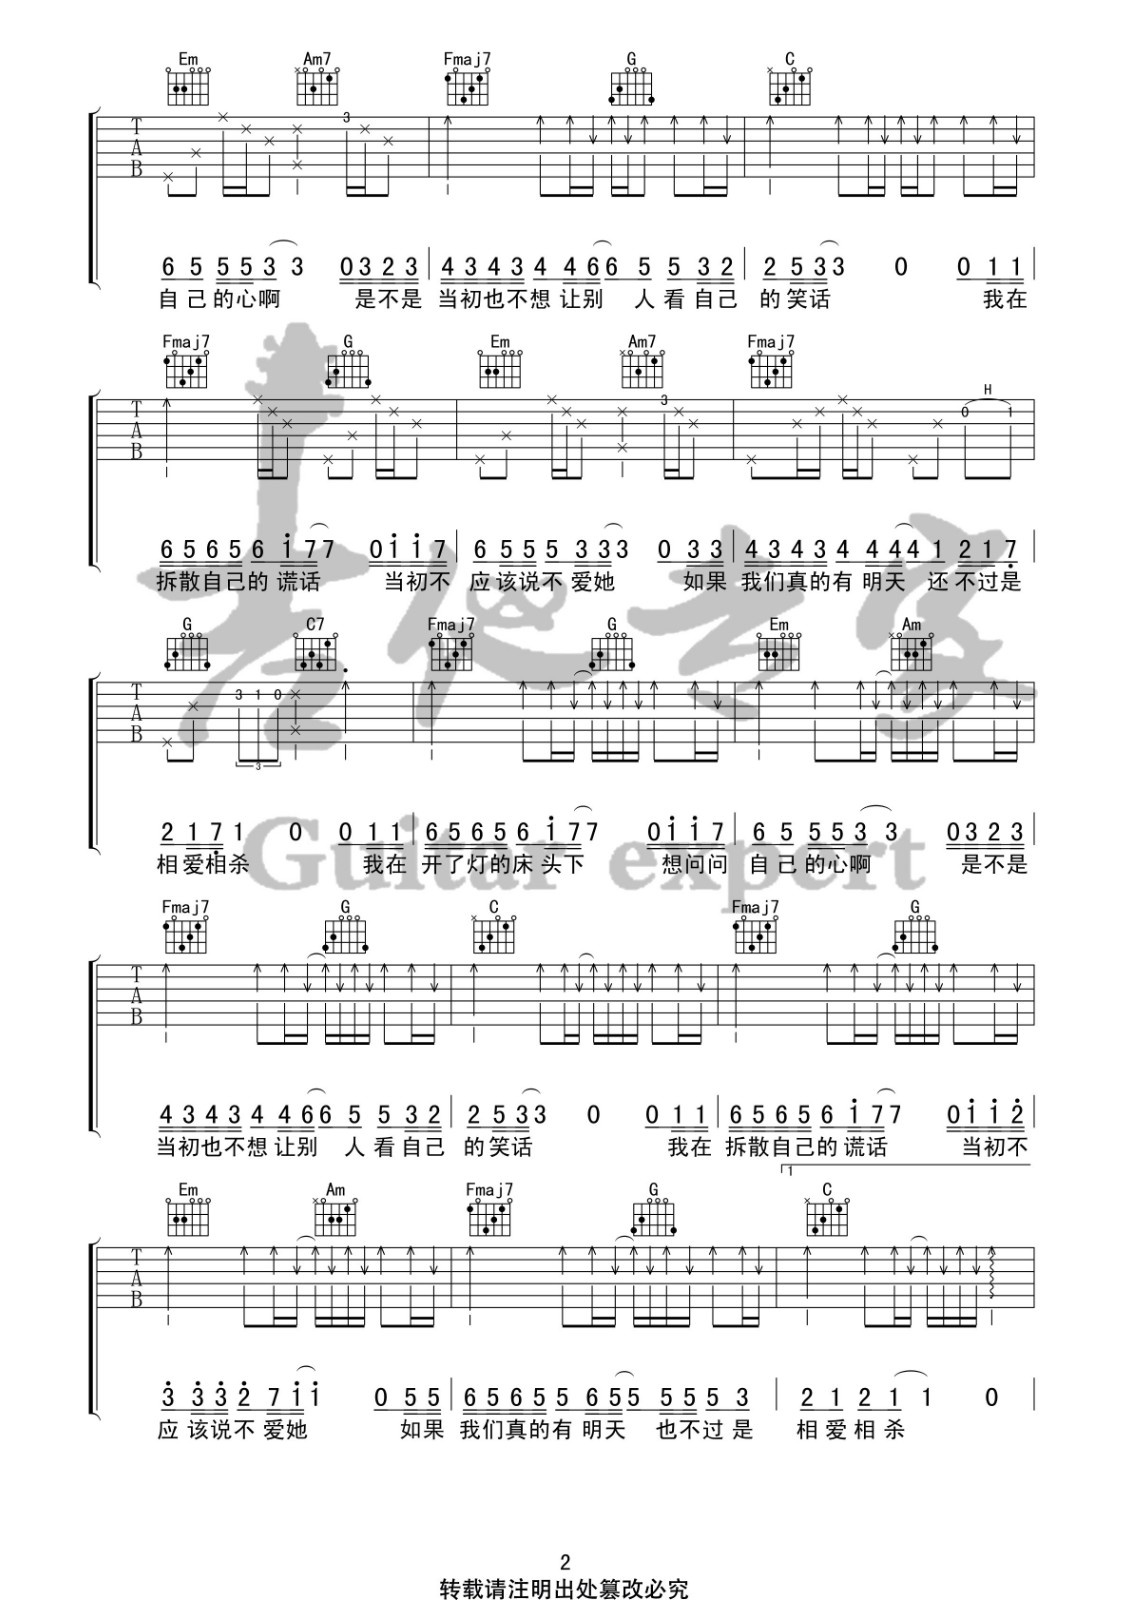 Em Am7 Fmaj7 G C
T A B 3
6 5 5 5 3 3 0 3 2 3 4 3 4 3 4 4 6 6 5 5 3 2 2 5 3 3 0 0 1 1
自己的心啊 是不是 当初也不想 让别 人看自己 的笑话 我在
Fmaj7 G Em Am7 Fmaj7
T A B 3 H 0 1
6 5 6 5 6 i 7 7 0 i i 7 6 5 5 5 3 3 3 0 3 3 4 3 4 3 4 4 4 4 1 2 1 7
拆散自己的 谎话 当初不 应该说不 爱她 如果 我们真的有 明天 还不过是
G C7 Fmaj7 G Em Am
T A B 3 1 0
3
2 1 7 1 0 0 1 1 6 5 6 5 6 i 7 7 0 i i 7 6 5 5 5 3 3 0 3 2 3
相爱相杀 我在 开了灯的床 头下 想问问 自己的心啊 是不是
吉他专家
Guitar expert
Fmaj7 G C Fmaj7 G
T A B
4 3 4 3 4 4 6 6 5 5 3 2 2 5 3 3 0 0 1 1 6 5 6 5 6 i 7 7 0 i i 2
当初也不想 让别 人看自己 的笑话 我在 拆散自己的 谎话 当初不
1
Em Am Fmaj7 G C
T A B
3 3 3 2 7 i i 0 5 5 6 5 6 5 5 6 5 5 5 5 5 3 2 1 2 1 1 0
应该说不 爱她 如果 我们真的有 明天 也不过是 相爱相杀
2
转载请注明出处篡改必究